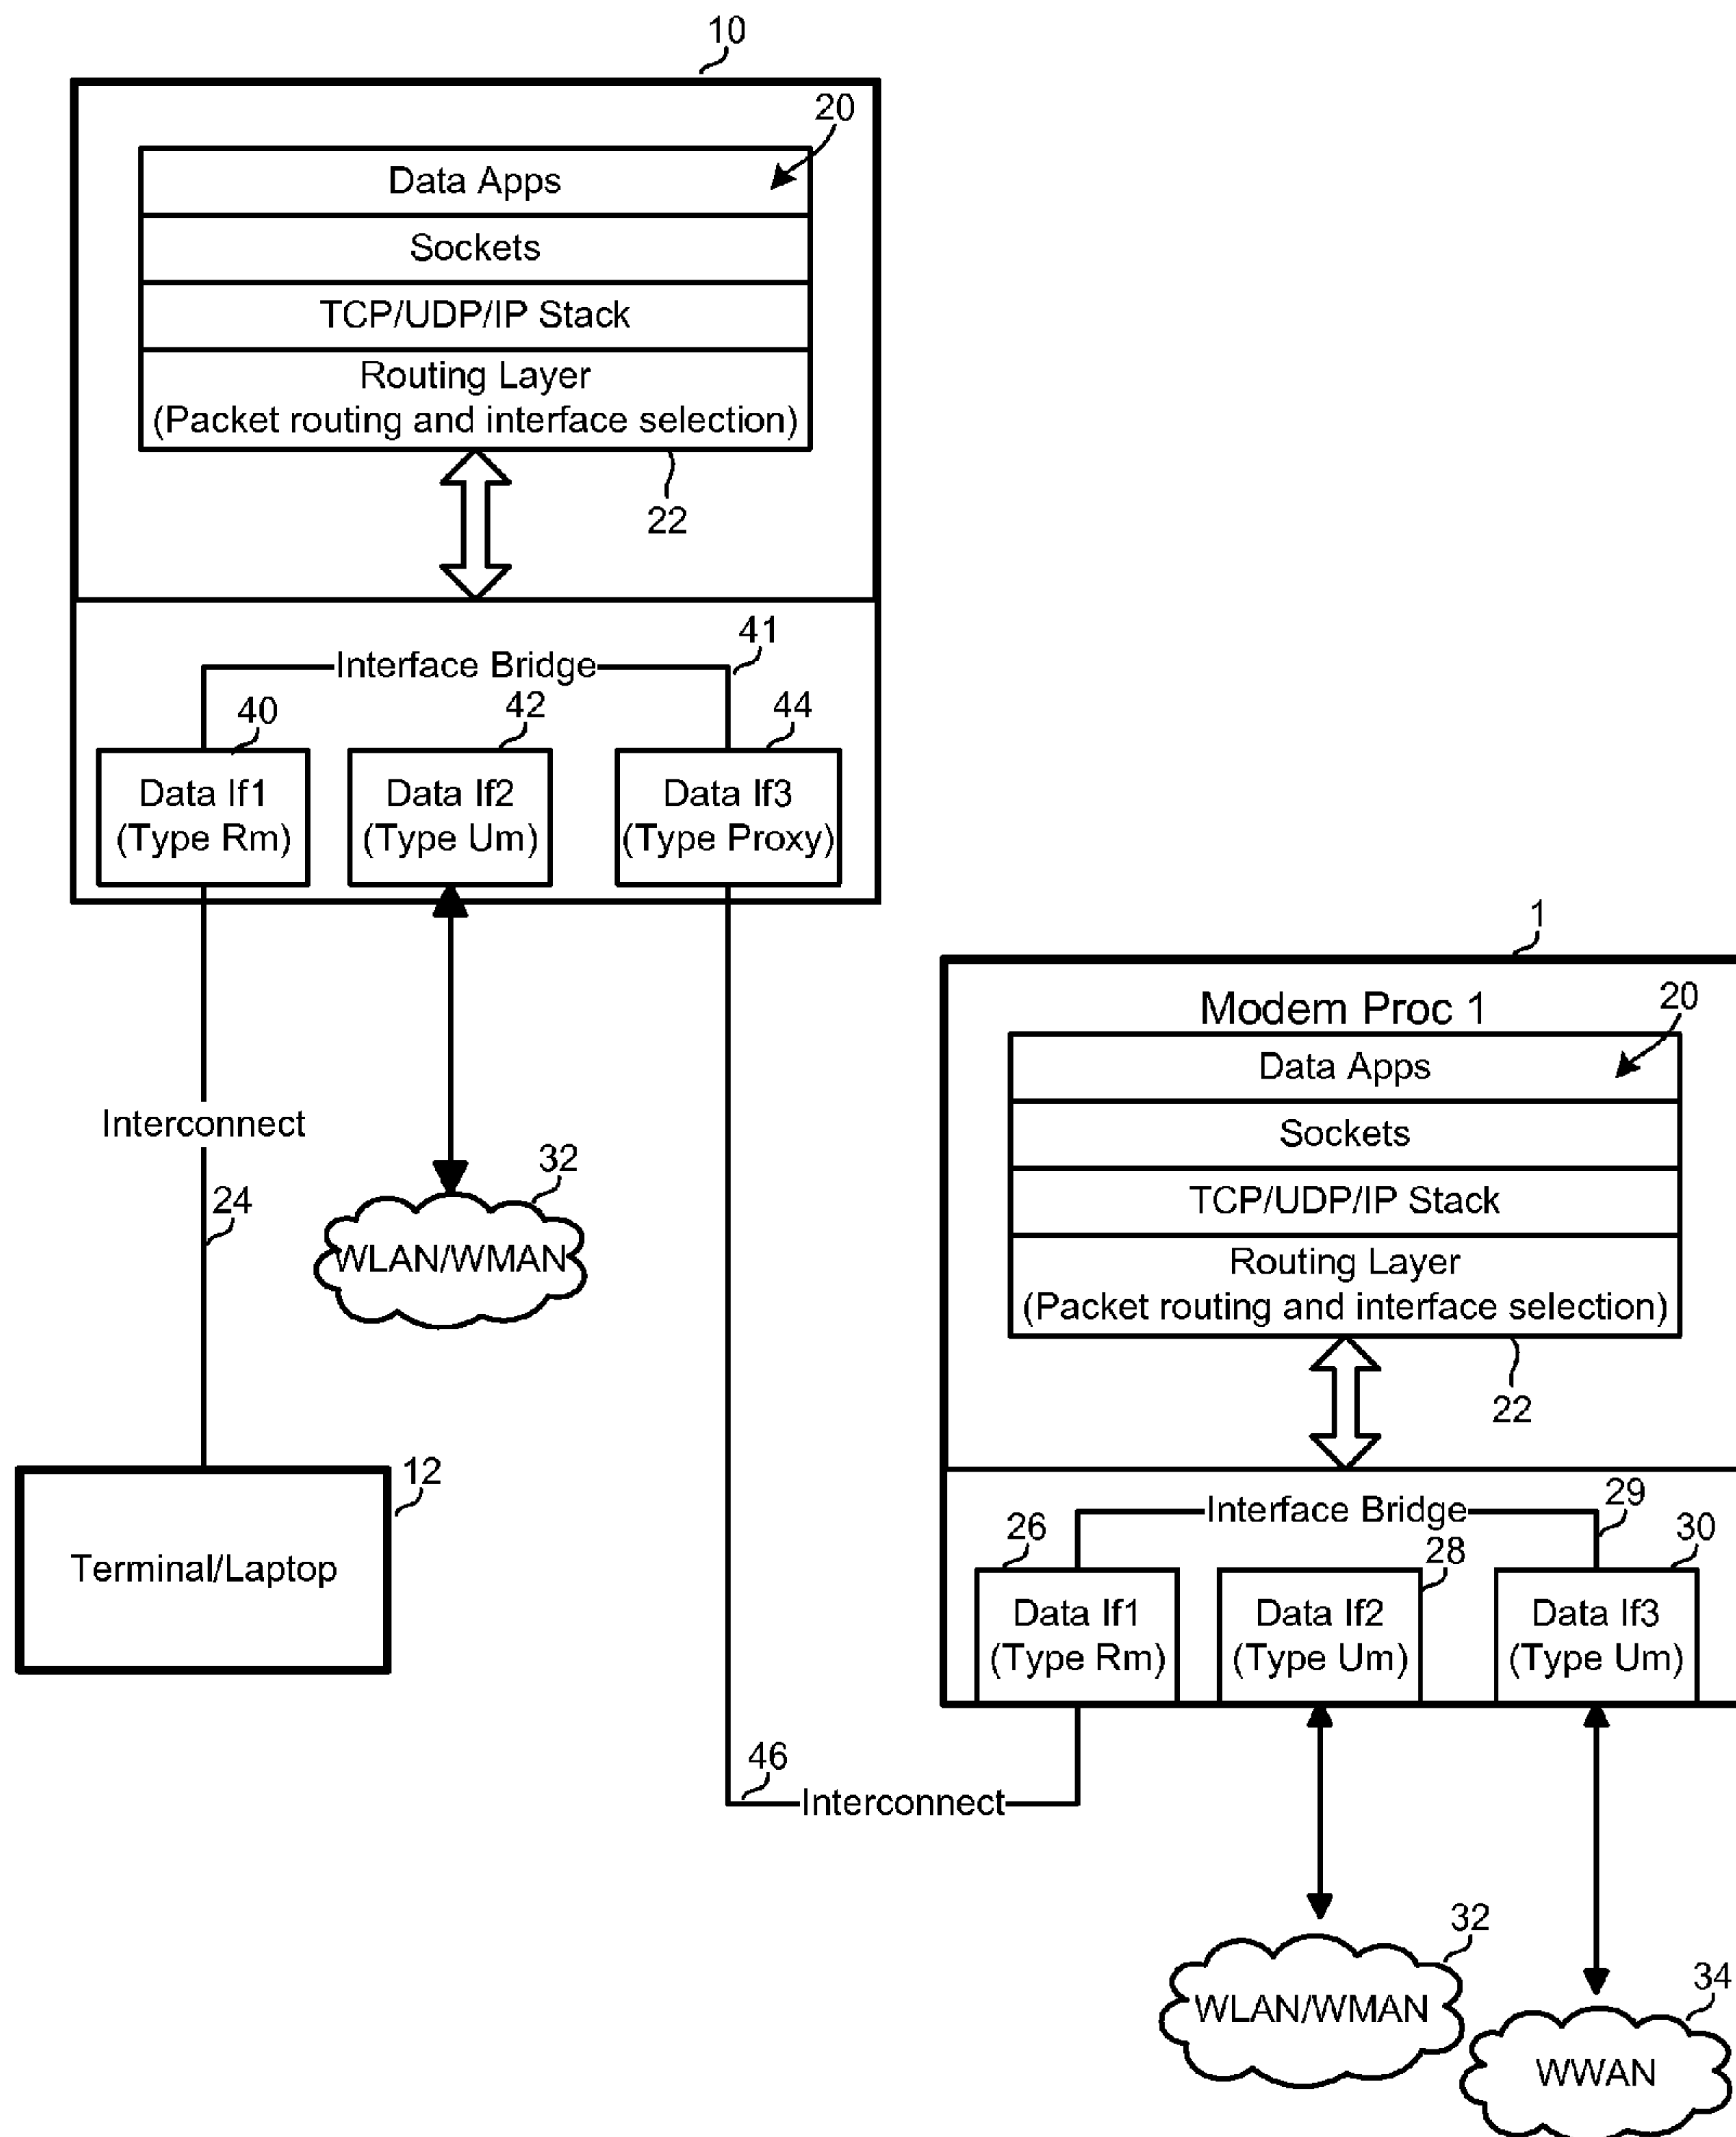 10
20
Data Apps
Sockets
TCP/UDP/IP Stack
Routing Layer
(Packet routing and interface selection)
22
41
Interface Bridge
40
42
44
Data If1
(Type Rm)
Data If2
(Type Um)
Data If3
(Type Proxy)
Interconnect
24
32
WLAN/WMAN
12
Terminal/Laptop
1
Modem Proc 1
20
Data Apps
Sockets
TCP/UDP/IP Stack
Routing Layer
(Packet routing and interface selection)
22
29
Interface Bridge
26
28
30
Data If1
(Type Rm)
Data If2
(Type Um)
Data If3
(Type Um)
46
Interconnect
32
WLAN/WMAN
34
WWAN